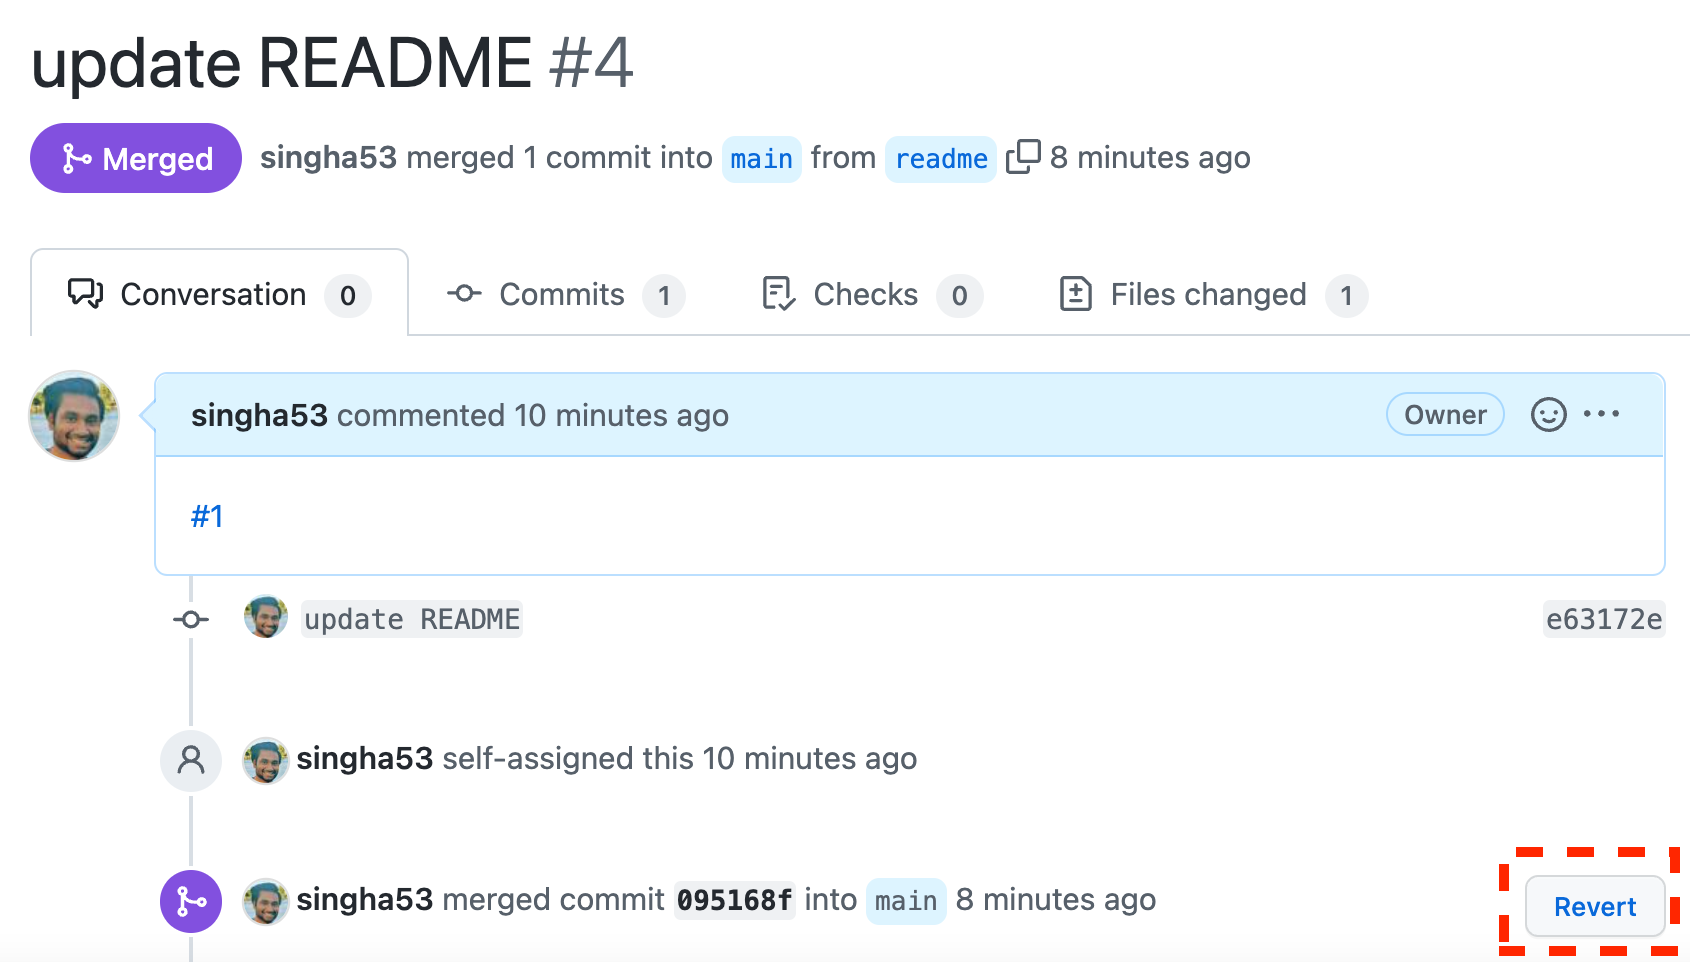 update README #4
Merged singha53 merged 1 commit into main from readme 8 minutes ago
Conversation 0 Commits 1 Checks 0 Files changed 1
singha53 commented 10 minutes ago Owner
#1
update README e63172e
singha53 self-assigned this 10 minutes ago
singha53 merged commit 095168f into main 8 minutes ago Revert